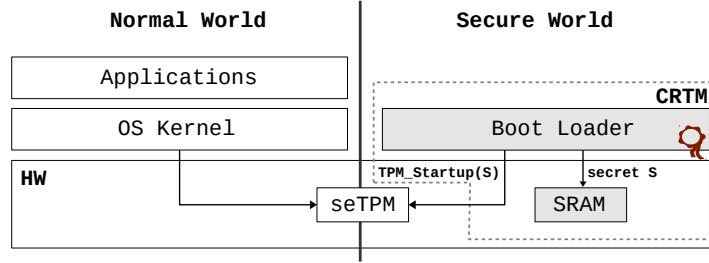 Normal World
Secure World
Applications
CRTM
OS Kernel
Boot Loader
HW
TPM_Startup(S)
secret S
seTPM
SRAM